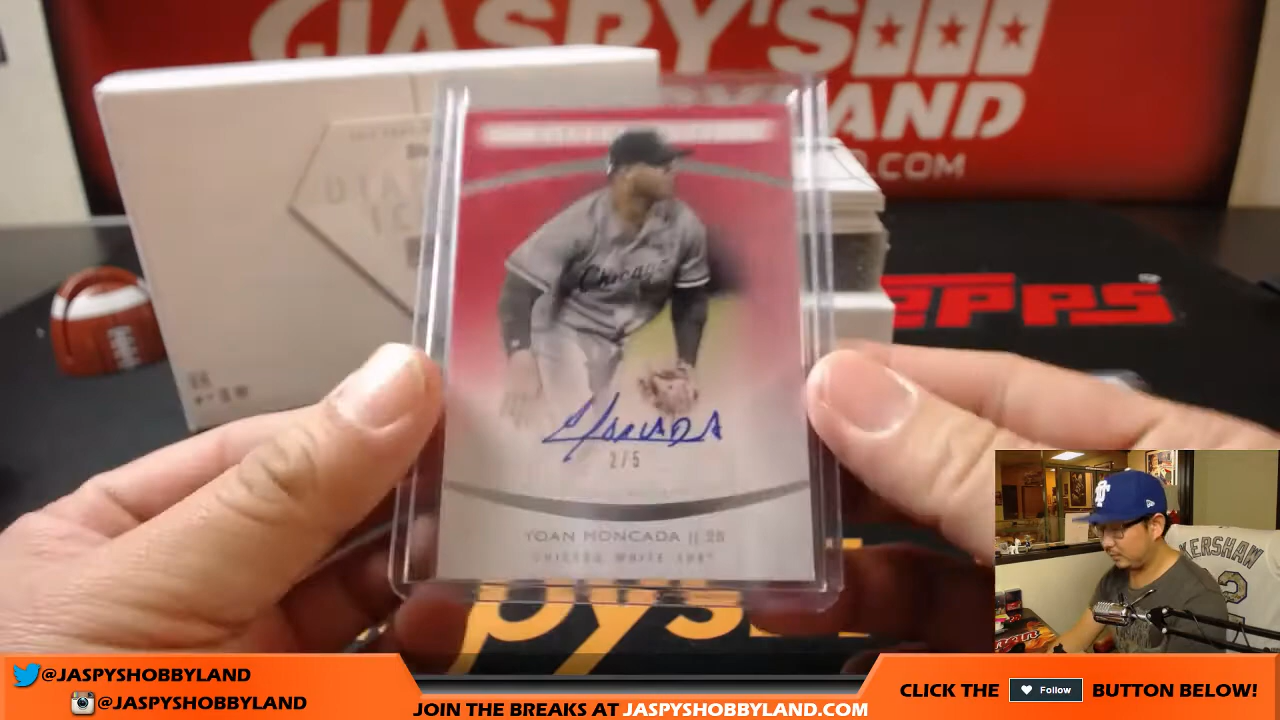 JASPY'S
LAND
.COM
TOPPS
Chicago
2/5
YOAN MONCADA || 2B
CHICAGO WHITE SOX
KERSHAW
@JASPYSHOBBYLAND
@JASPYSHOBBYLAND
JOIN THE BREAKS AT JASPYSHOBBYLAND.COM
CLICK THE Follow BUTTON BELOW!